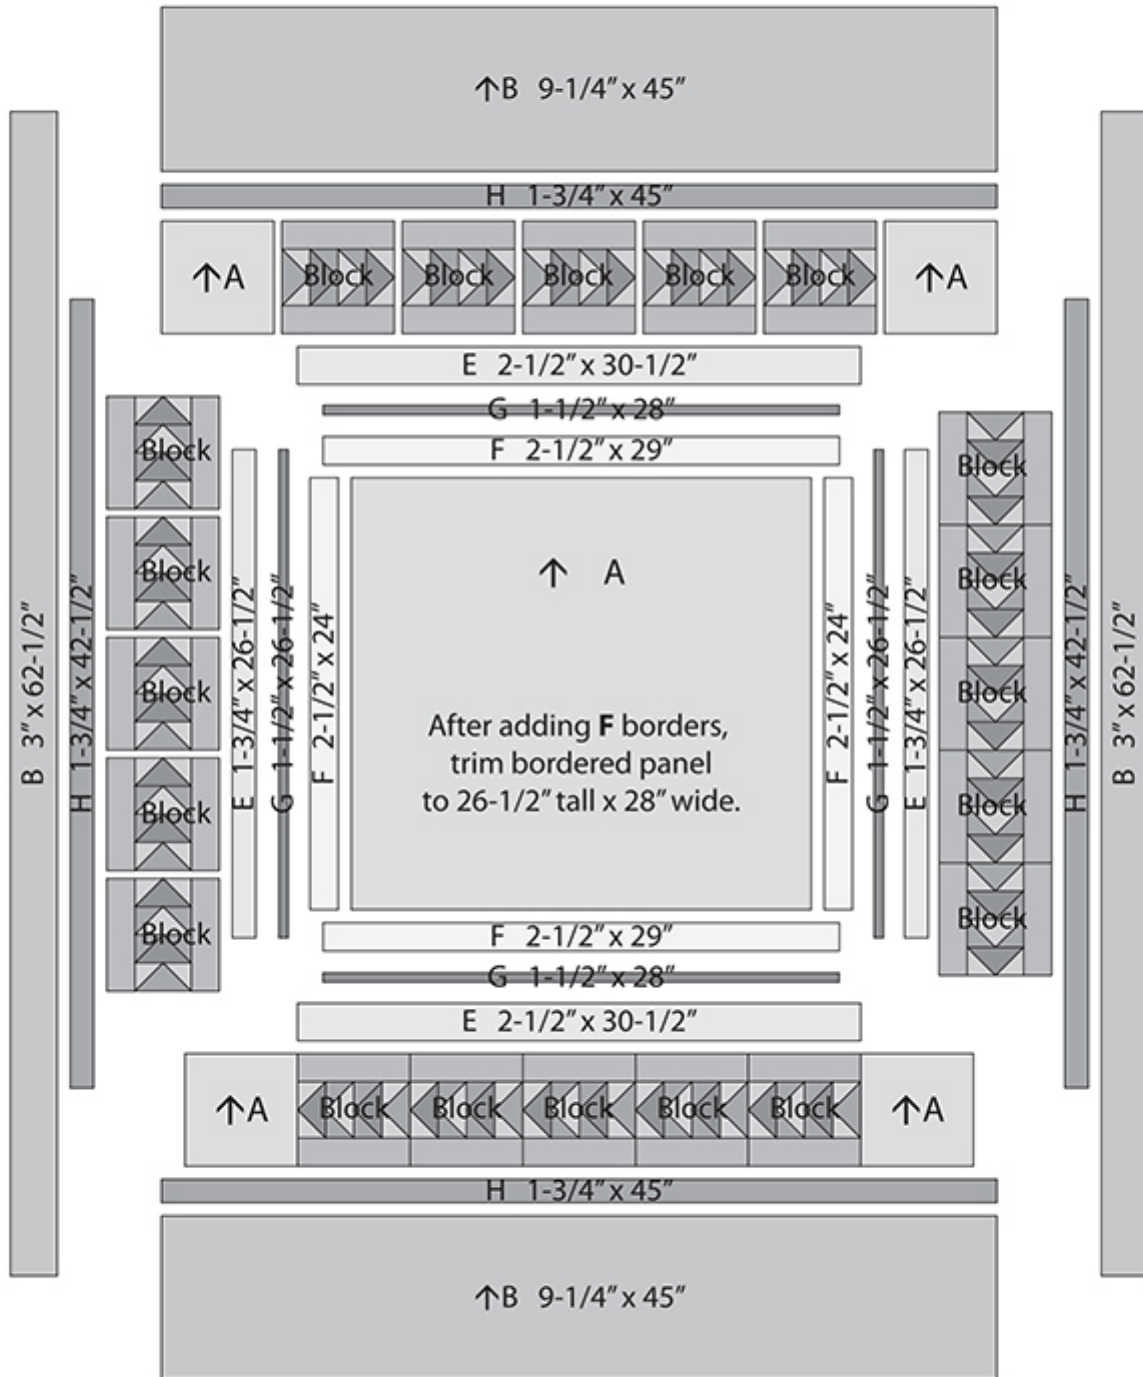 ↑B 9-1/4” x 45”
H 1-3/4” x 45”
↑A Block Block Block Block Block ↑A
E 2-1/2” x 30-1/2”
G 1-1/2” x 28”
F 2-1/2” x 29”
B 3” x 62-1/2”
H 1-3/4” x 42-1/2”
Block
Block
Block
Block
Block
E 1-3/4” x 26-1/2”
G 1-1/2” x 26-1/2”
F 2-1/2” x 24”
↑ A
After adding F borders,
trim bordered panel
to 26-1/2” tall x 28” wide.
F 2-1/2” x 24”
G 1-1/2” x 26-1/2”
E 1-3/4” x 26-1/2”
Block
Block
Block
Block
Block
H 1-3/4” x 42-1/2”
B 3” x 62-1/2”
F 2-1/2” x 29”
G 1-1/2” x 28”
E 2-1/2” x 30-1/2”
↑A Block Block Block Block Block ↑A
H 1-3/4” x 45”
↑B 9-1/4” x 45”